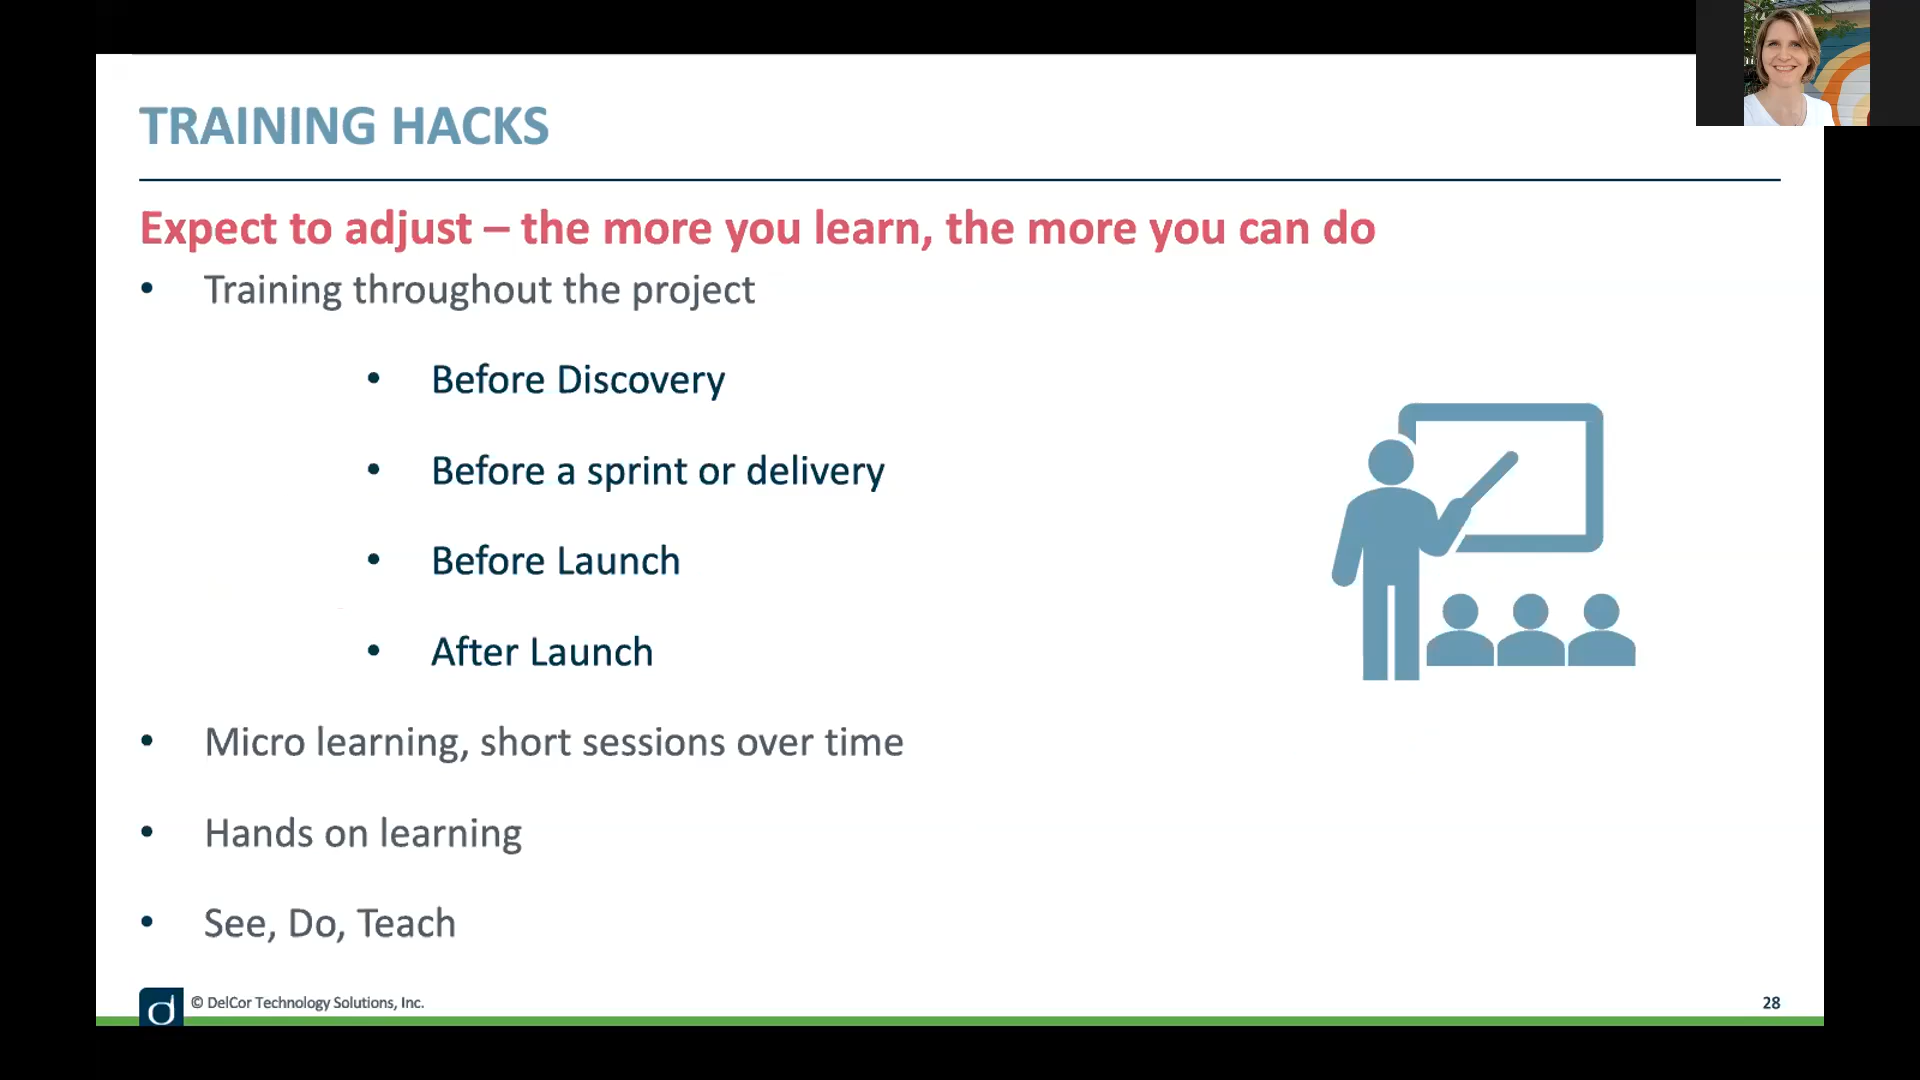 TRAINING HACKS
Expect to adjust – the more you learn, the more you can do
• Training throughout the project
• Before Discovery
• Before a sprint or delivery
• Before Launch
• After Launch
• Micro learning, short sessions over time
• Hands on learning
• See, Do, Teach
d © DelCor Technology Solutions, Inc.
28